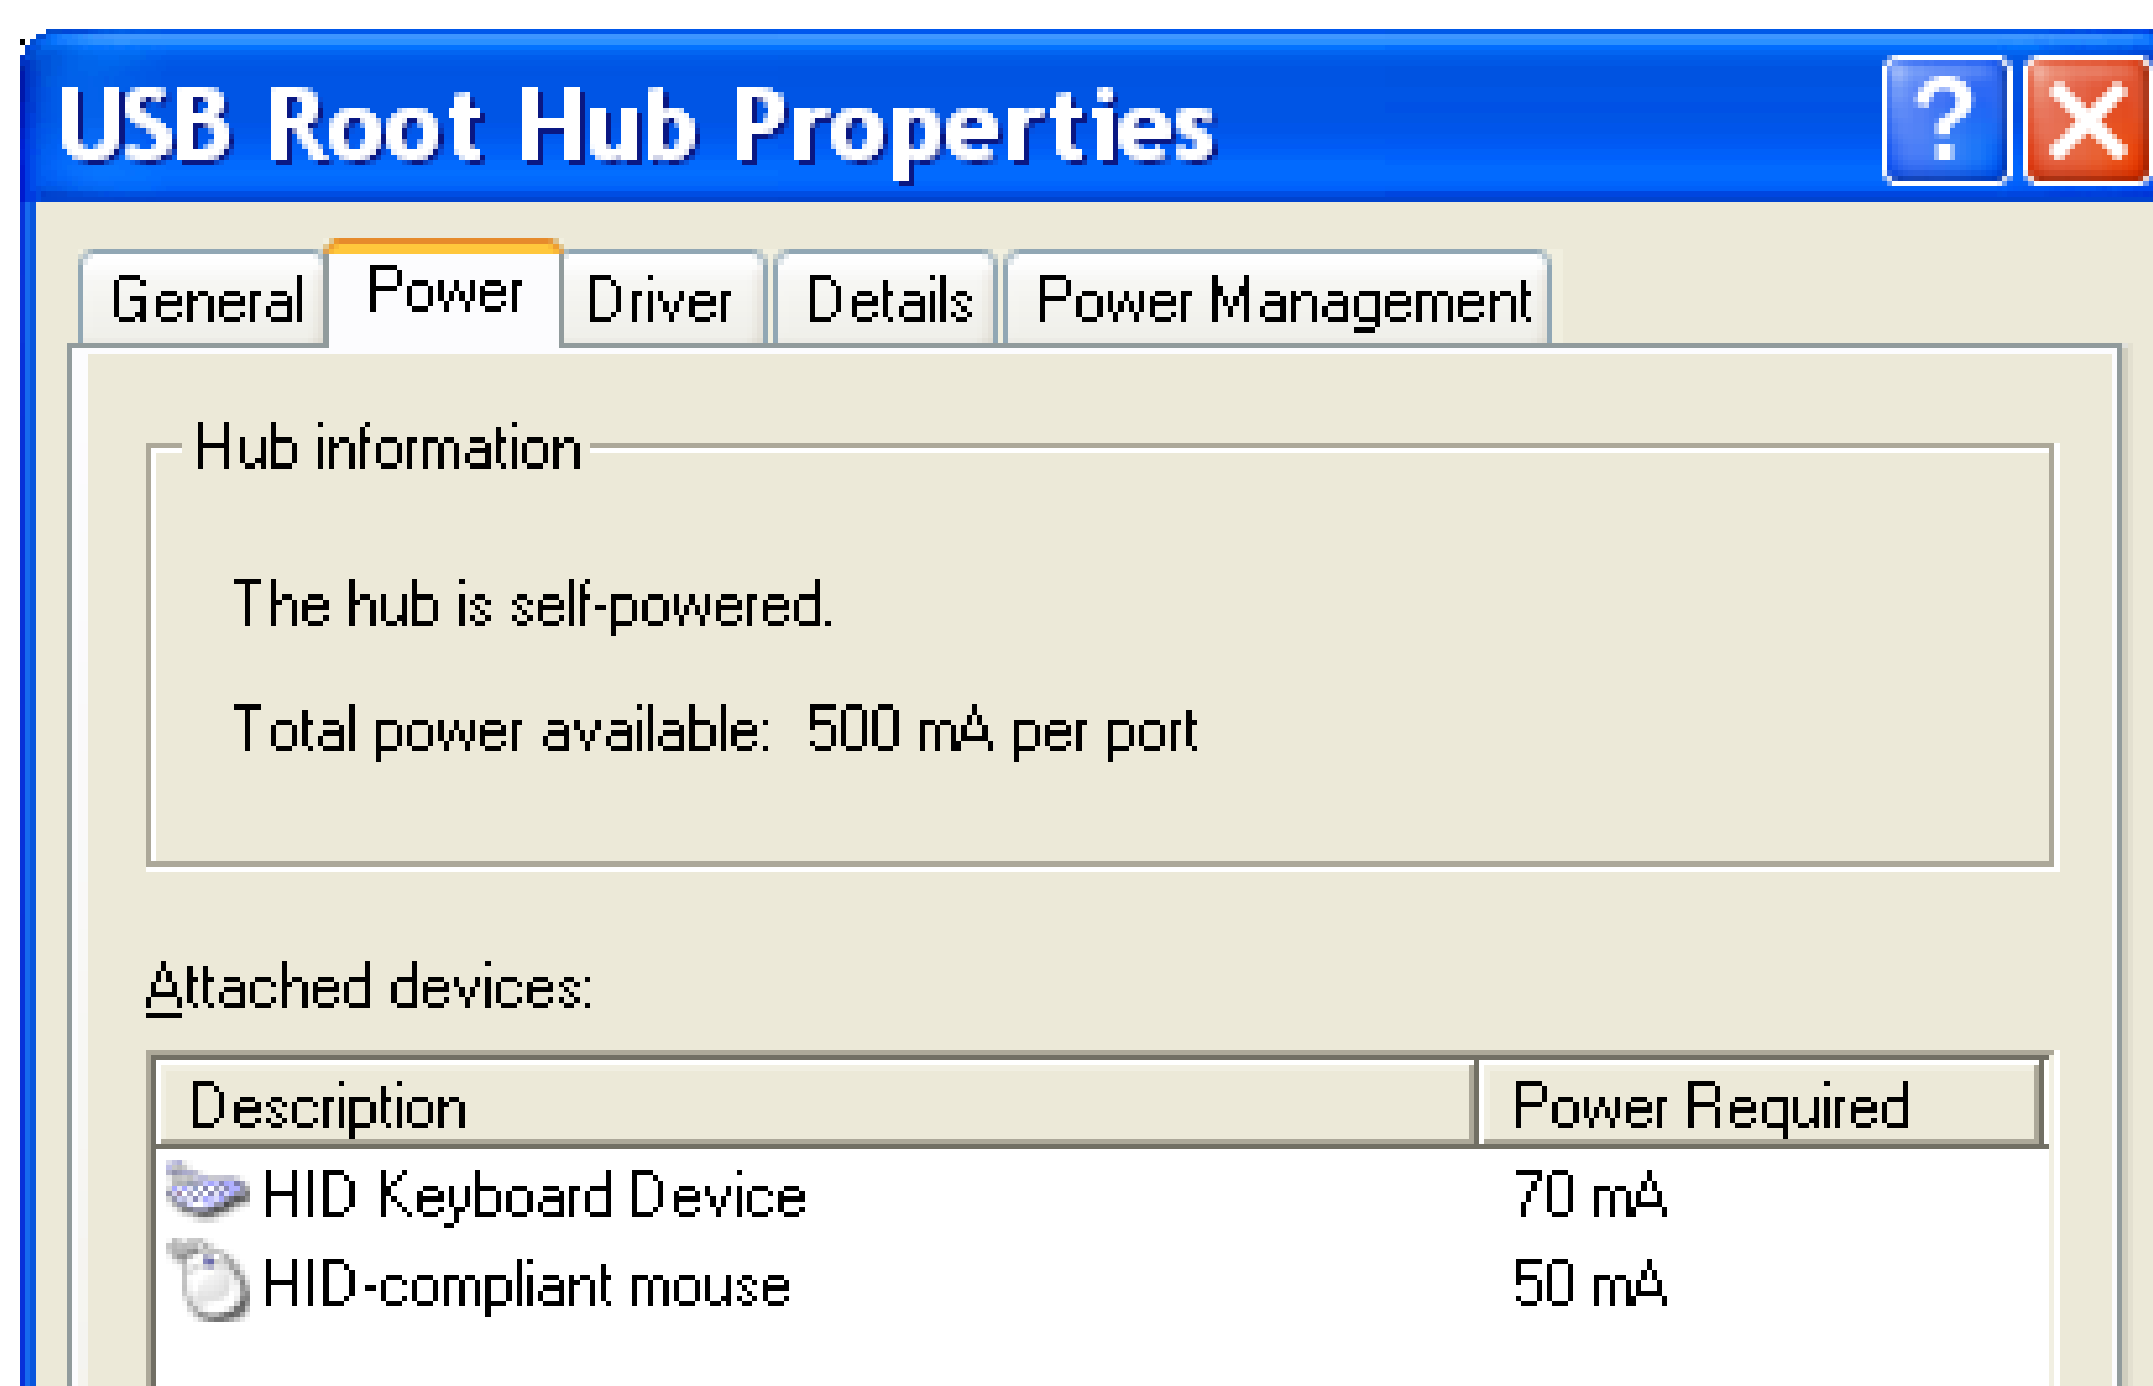 USB Root Hub Properties
?
General Power Driver Details Power Management
Hub information
The hub is self-powered.
Total power available: 500 mA per port
Attached devices:
Description Power Required
HID Keyboard Device 70 mA
HID-compliant mouse 50 mA